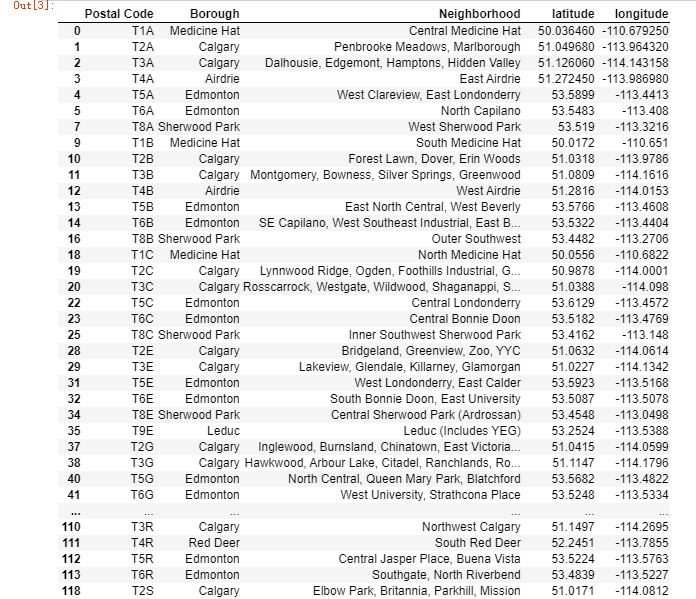 Out[3]:
Postal Code Borough Neighborhood latitude longitude
0 T1A Medicine Hat Central Medicine Hat 50.036460 -110.679250
1 T2A Calgary Penbrooke Meadows, Marlborough 51.049680 -113.964320
2 T3A Calgary Dalhousie, Edgemont, Hamptons, Hidden Valley 51.126060 -114.143158
3 T4A Airdrie East Airdrie 51.272450 -113.986980
4 T5A Edmonton West Clareview, East Londonderry 53.5899 -113.4413
5 T6A Edmonton North Capilano 53.5483 -113.408
7 T8A Sherwood Park West Sherwood Park 53.519 -113.3216
9 T1B Medicine Hat South Medicine Hat 50.0172 -110.651
10 T2B Calgary Forest Lawn, Dover, Erin Woods 51.0318 -113.9786
11 T3B Calgary Montgomery, Bowness, Silver Springs, Greenwood 51.0809 -114.1616
12 T4B Airdrie West Airdrie 51.2816 -114.0153
13 T5B Edmonton East North Central, West Beverly 53.5766 -113.4608
14 T6B Edmonton SE Capilano, West Southeast Industrial, East B... 53.5322 -113.4404
16 T8B Sherwood Park Outer Southwest 53.4482 -113.2706
18 T1C Medicine Hat North Medicine Hat 50.0556 -110.6822
19 T2C Calgary Lynnwood Ridge, Ogden, Foothills Industrial, G... 50.9878 -114.0001
20 T3C Calgary Rosscarrock, Westgate, Wildwood, Shaganappi, S... 51.0388 -114.098
22 T5C Edmonton Central Londonderry 53.6129 -113.4572
23 T6C Edmonton Central Bonnie Doon 53.5182 -113.4769
25 T8C Sherwood Park Inner Southwest Sherwood Park 53.4162 -113.148
28 T2E Calgary Bridgeland, Greenview, Zoo, YYC 51.0632 -114.0614
29 T3E Calgary Lakeview, Glendale, Killarney, Glamorgan 51.0227 -114.1342
31 T5E Edmonton West Londonderry, East Calder 53.5923 -113.5168
32 T6E Edmonton South Bonnie Doon, East University 53.5087 -113.5078
34 T8E Sherwood Park Central Sherwood Park (Ardrossan) 53.4548 -113.0498
35 T9E Leduc Leduc (Includes YEG) 53.2524 -113.5388
37 T2G Calgary Inglewood, Burnsland, Chinatown, East Victoria... 51.0415 -114.0599
38 T3G Calgary Hawkwood, Arbour Lake, Citadel, Ranchlands, Ro... 51.1147 -114.1796
40 T5G Edmonton North Central, Queen Mary Park, Blatchford 53.5682 -113.4822
41 T6G Edmonton West University, Strathcona Place 53.5248 -113.5334
... ... ... ... ... ...
110 T3R Calgary Northwest Calgary 51.1497 -114.2695
111 T4R Red Deer South Red Deer 52.2451 -113.7855
112 T5R Edmonton Central Jasper Place, Buena Vista 53.5224 -113.5763
113 T6R Edmonton Southgate, North Riverbend 53.4839 -113.5227
118 T2S Calgary Elbow Park, Britannia, Parkhill, Mission 51.0171 -114.0812